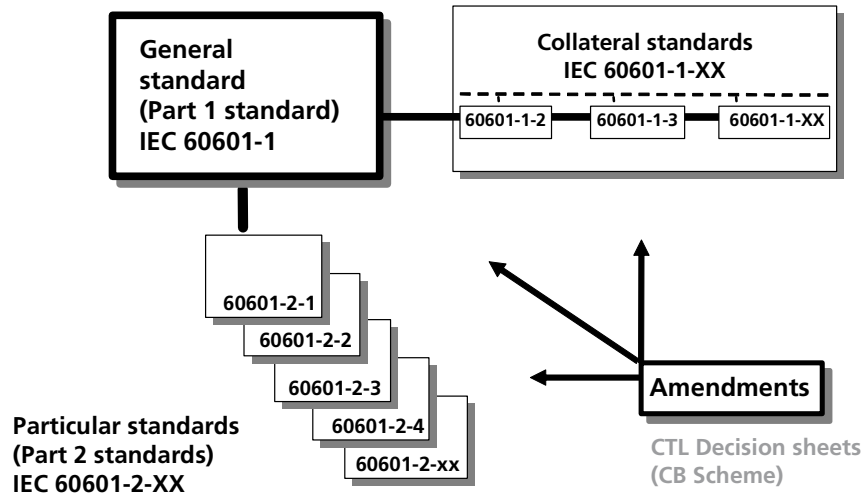 General
standard
(Part 1 standard)
IEC 60601-1
Collateral standards
IEC 60601-1-XX
60601-1-2
60601-1-3
60601-1-XX
60601-2-1
60601-2-2
60601-2-3
60601-2-4
60601-2-xx
Particular standards
(Part 2 standards)
IEC 60601-2-XX
Amendments
CTL Decision sheets
(CB Scheme)